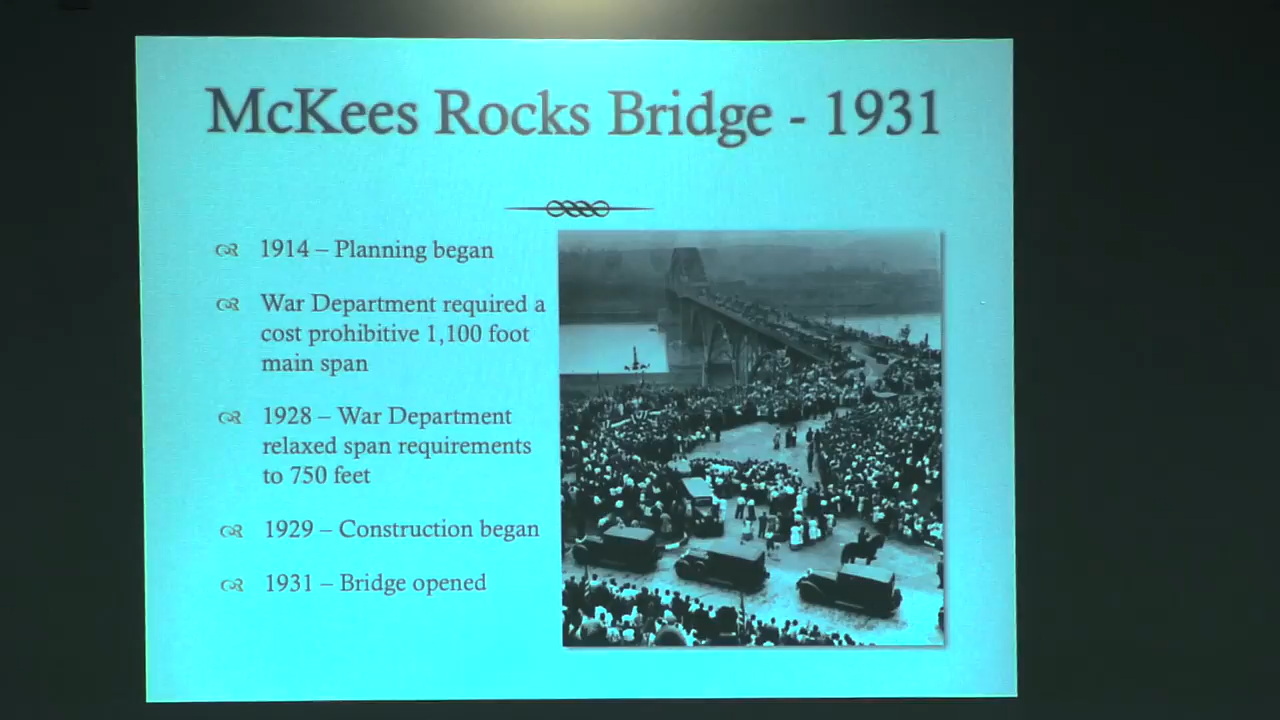 McKees Rocks Bridge - 1931
1914 – Planning began
War Department required a
cost prohibitive 1,100 foot
main span
1928 – War Department
relaxed span requirements
to 750 feet
1929 – Construction began
1931 – Bridge opened